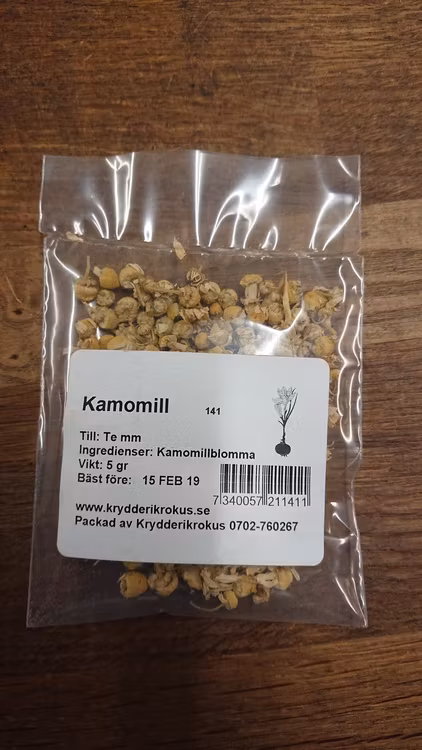 Kamomill 141
Till: Te mm
Ingredienser: Kamomillblomma
Vikt: 5 gr
Bäst före: 15 FEB 19
7 340057 211411
www.krydderikrokus.se
Packad av Krydderikrokus 0702-760267